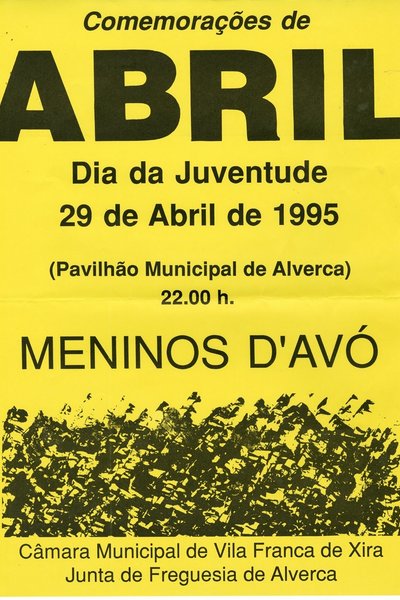 Comemorações de
ABRIL
Dia da Juventude
29 de Abril de 1995
(Pavilhão Municipal de Alverca)
22.00 h.
MENINOS D'AVÓ
Câmara Municipal de Vila Franca de Xira
Junta de Freguesia de Alverca